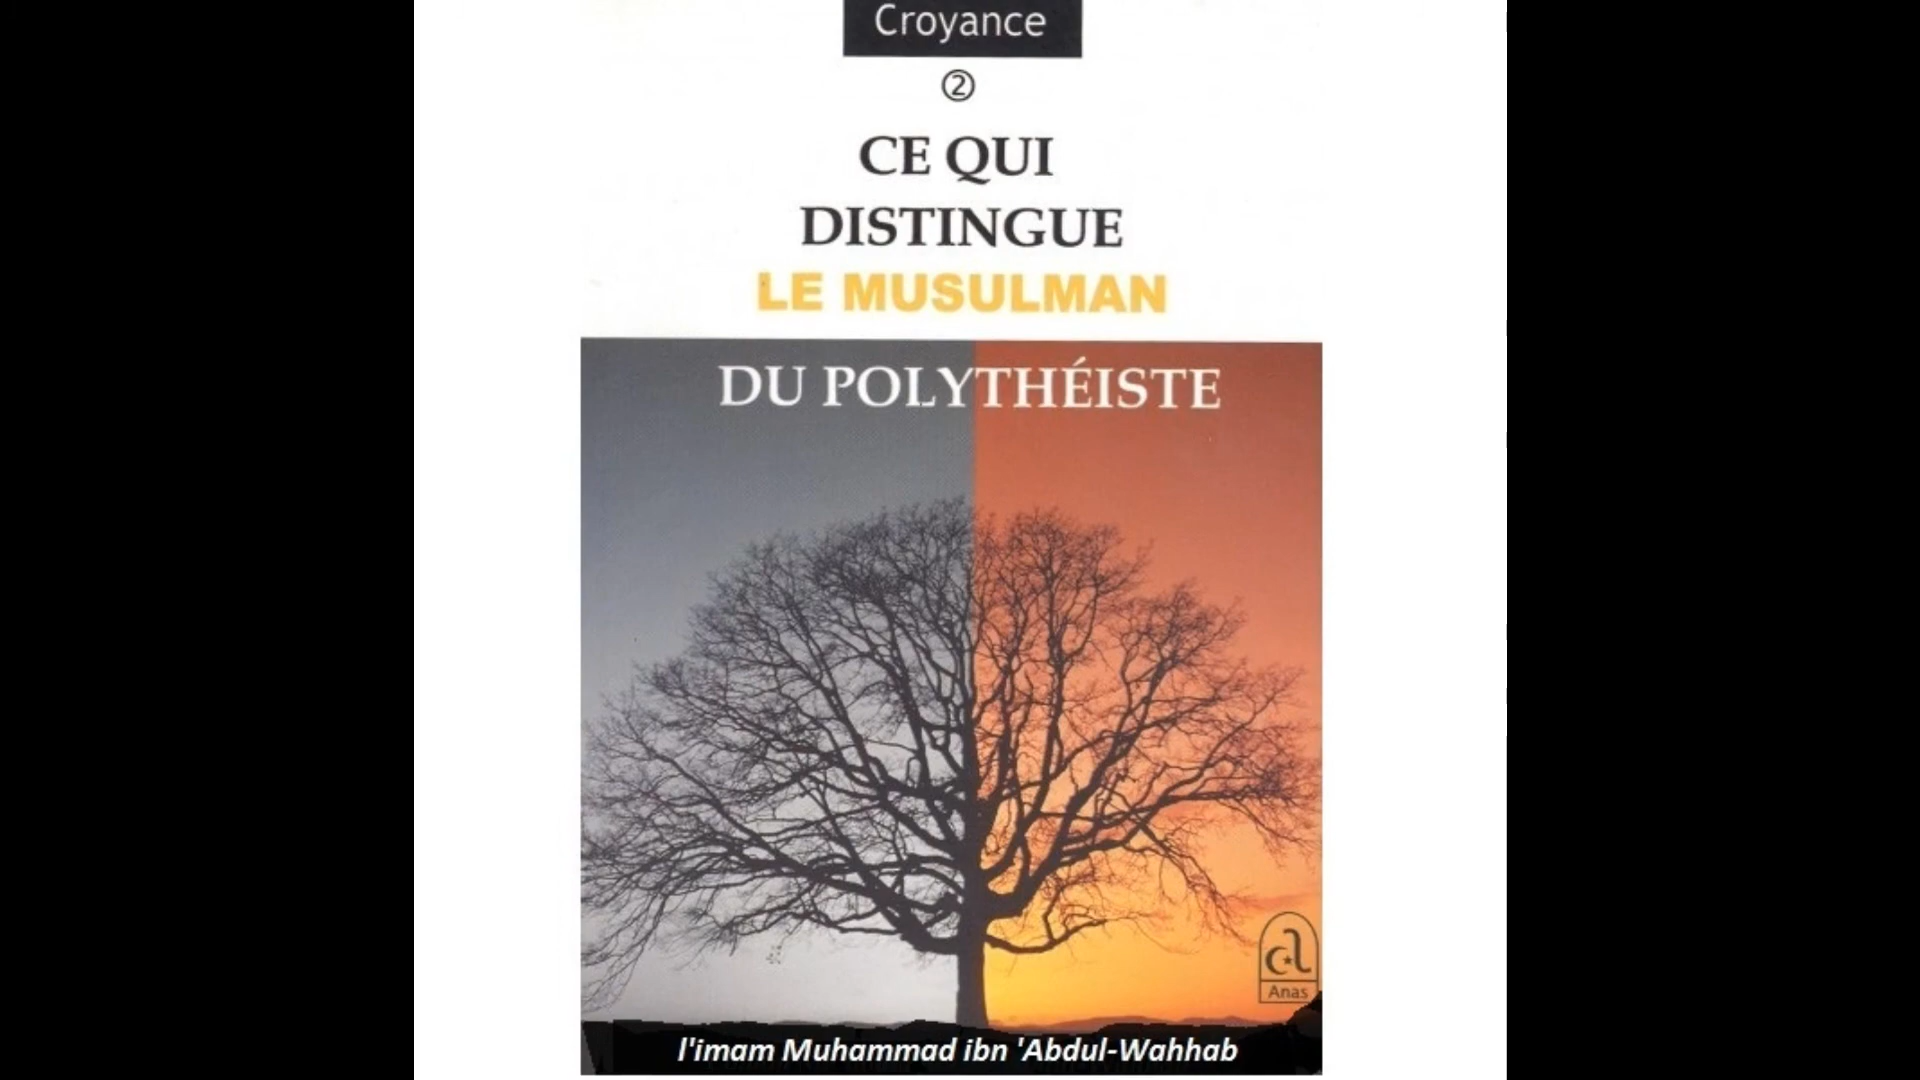 Croyance
②
CE QUI
DISTINGUE
LE MUSULMAN
DU POLYTHÉISTE
Anas
l'imam Muhammad ibn 'Abdul-Wahhab